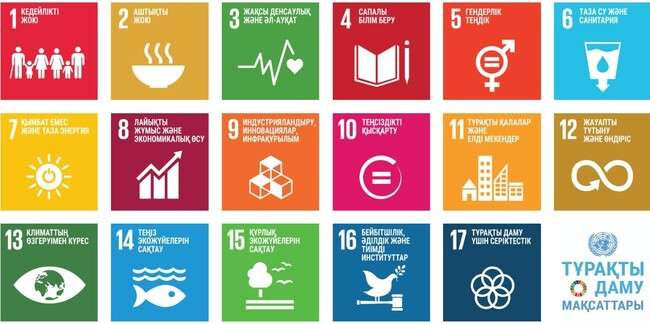 1 КЕДЕЙЛІКТІ
ЖОЮ
2 АШТЫҚТЫ
ЖОЮ
3 ЖАҚСЫ ДЕНСАУЛЫҚ
ЖӘНЕ ӘЛ-АУҚАТ
4 САПАЛЫ
БІЛІМ БЕРУ
5 ГЕНДЕРЛІК
ТЕҢДІК
6 ТАЗА СУ ЖӘНЕ
САНИТАРИЯ
7 ҚЫМБАТ ЕМЕС
ЖӘНЕ ТАЗА ЭНЕРГИЯ
8 ЛАЙЫҚТЫ
ЖҰМЫС ЖӘНЕ
ЭКОНОМИКАЛЫҚ ӨСУ
9 ИНДУСТРИЯЛАНДЫРУ,
ИННОВАЦИЯЛАР,
ИНФРАҚҰРЫЛЫМ
10 ТЕҢСІЗДІКТІ
ҚЫСҚАРТУ
11 ТҰРАҚТЫ ҚАЛАЛАР
ЖӘНЕ
ЕЛДІ МЕКЕНДЕР
12 ЖАУАПТЫ
ТҰТЫНУ
ЖӘНЕ ӨНДІРІС
13 КЛИМАТТЫҢ
ӨЗГЕРУМЕН КҮРЕС
14 ТЕҢІЗ
ЭКОЖҮЙЕЛЕРІН
САҚТАУ
15 ҚҰРЛЫҚ
ЭКОЖҮЙЕЛЕРІН
САҚТАУ
16 БЕЙБІТШІЛІК,
ӘДІЛДІК ЖӘНЕ
ТИІМДІ
ИНСТИТУТТАР
17 ТҰРАҚТЫ ДАМУ
ҮШІН СЕРІКТЕСТІК
ТҰРАҚТЫ
ДАМУ
МАҚСАТТАРЫ